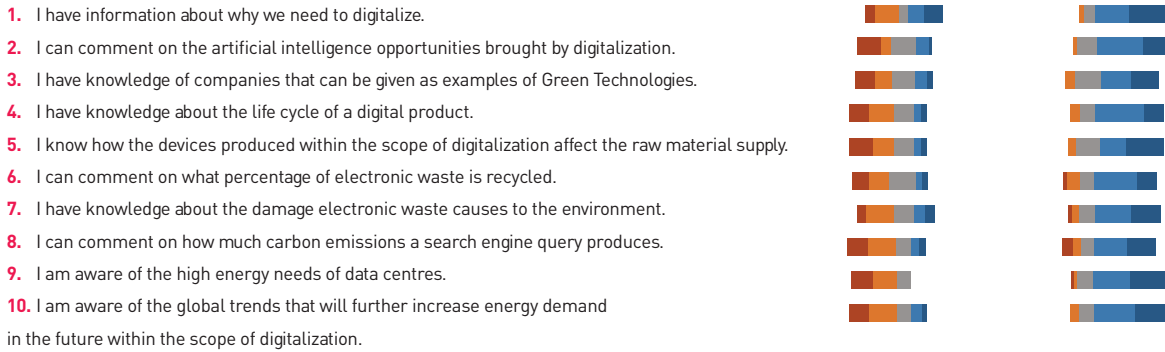 1. I have information about why we need to digitalize.
2. I can comment on the artificial intelligence opportunities brought by digitalization.
3. I have knowledge of companies that can be given as examples of Green Technologies.
4. I have knowledge about the life cycle of a digital product.
5. I know how the devices produced within the scope of digitalization affect the raw material supply.
6. I can comment on what percentage of electronic waste is recycled.
7. I have knowledge about the damage electronic waste causes to the environment.
8. I can comment on how much carbon emissions a search engine query produces.
9. I am aware of the high energy needs of data centres.
10. I am aware of the global trends that will further increase energy demand
in the future within the scope of digitalization.